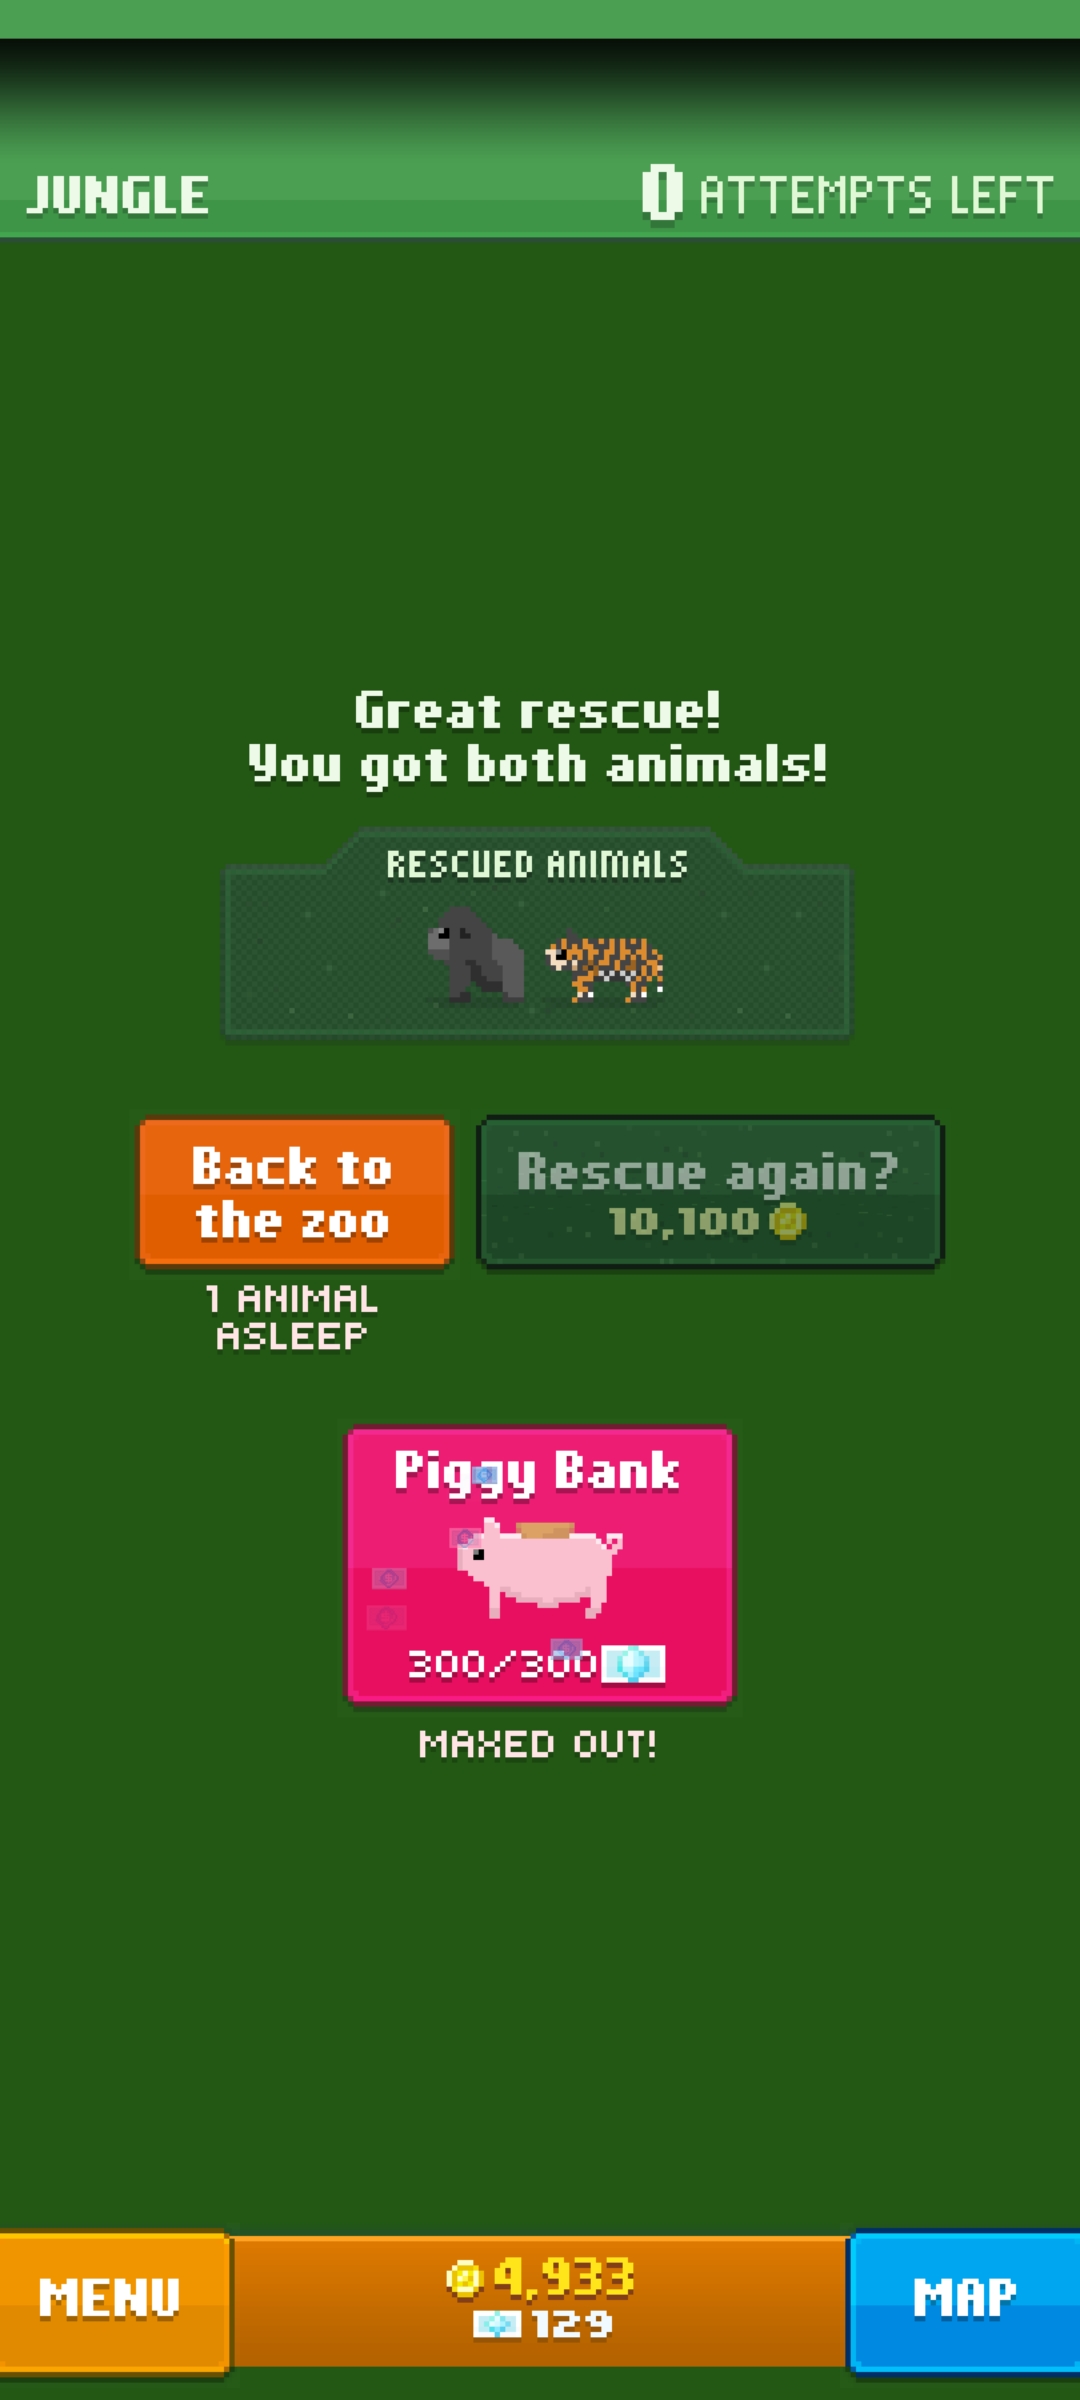 JUNGLE
0 ATTEMPTS LEFT
Great rescue!
You got both animals!
RESCUED ANIMALS
Back to
the zoo
Rescue again?
10,100
1 ANIMAL
ASLEEP
Piggy Bank
300/300
MAXED OUT!
MENU
4,933
129
MAP